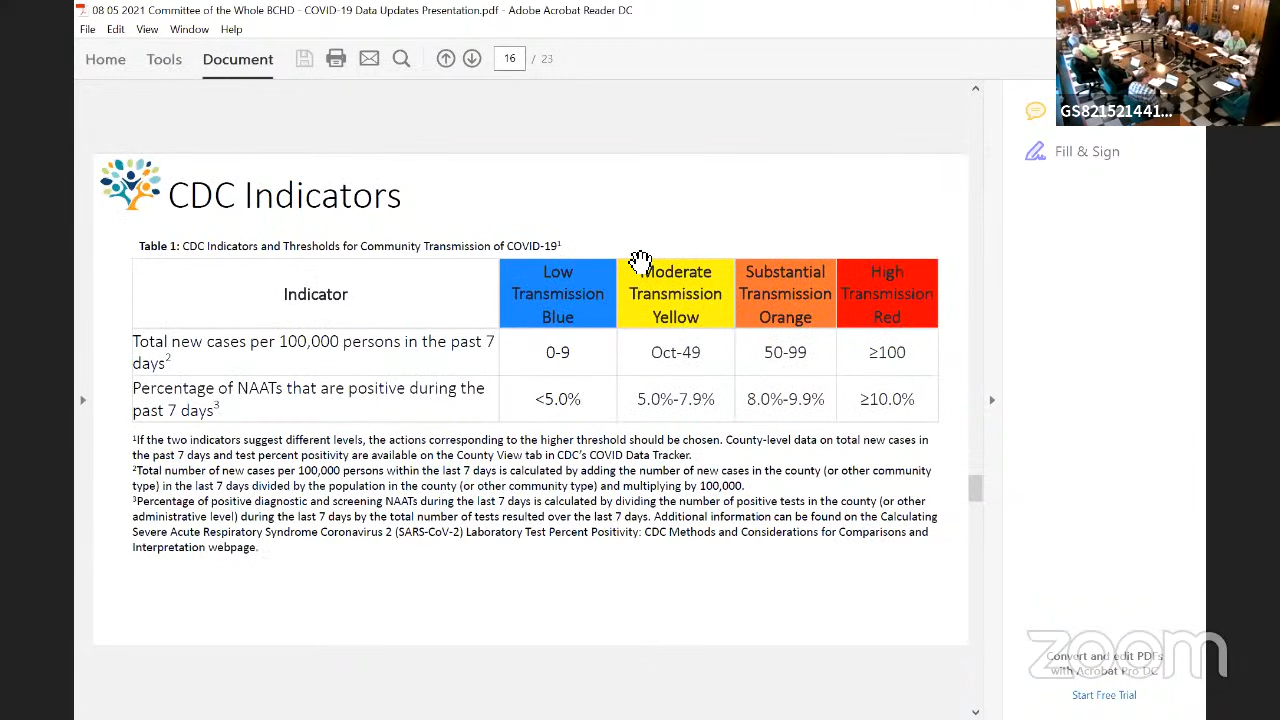 08 05 2021 Committee of the Whole BCHD - COVID-19 Data Updates Presentation.pdf - Adobe Acrobat Reader DC
File Edit View Window Help
Home Tools Document 16 / 23
GS821521441...
Fill & Sign
CDC Indicators
Table 1: CDC Indicators and Thresholds for Community Transmission of COVID-19¹
Indicator
Low
Transmission
Blue
Moderate
Transmission
Yellow
Substantial
Transmission
Orange
High
Transmission
Red
Total new cases per 100,000 persons in the past 7
days²
0-9
Oct-49
50-99
≥100
Percentage of NAATs that are positive during the
past 7 days³
<5.0%
5.0%-7.9%
8.0%-9.9%
≥10.0%
¹If the two indicators suggest different levels, the actions corresponding to the higher threshold should be chosen. County-level data on total new cases in
the past 7 days and test percent positivity are available on the County View tab in CDC's COVID Data Tracker.
²Total number of new cases per 100,000 persons within the last 7 days is calculated by adding the number of new cases in the county (or other community
type) in the last 7 days divided by the population in the county (or other community type) and multiplying by 100,000.
³Percentage of positive diagnostic and screening NAATs during the last 7 days is calculated by dividing the number of positive tests in the county (or other
administrative level) during the last 7 days by the total number of tests resulted over the last 7 days. Additional information can be found on the Calculating
Severe Acute Respiratory Syndrome Coronavirus 2 (SARS-CoV-2) Laboratory Test Percent Positivity: CDC Methods and Considerations for Comparisons and
Interpretation webpage.
zoom
Convert and edit PDFs
with Acrobat Pro DC
Start Free Trial